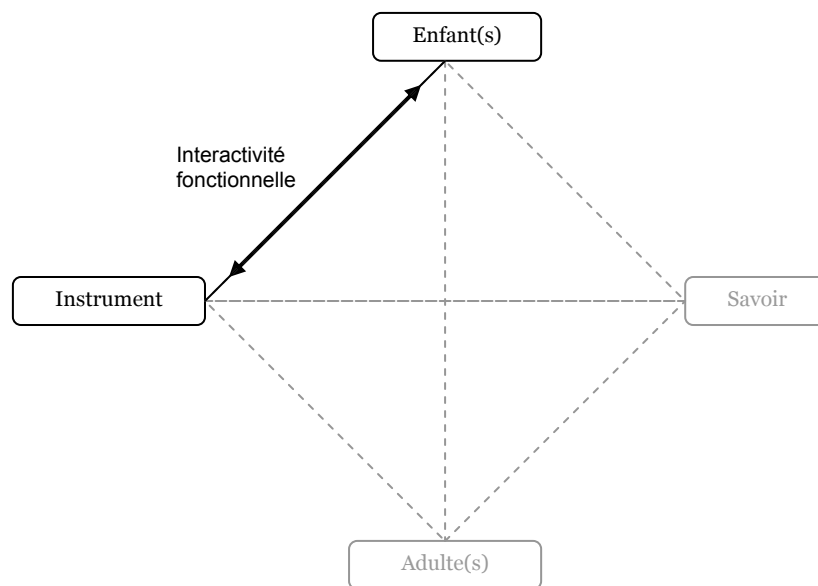 Enfant(s)
Interactivité
fonctionnelle
Instrument
Savoir
Adulte(s)